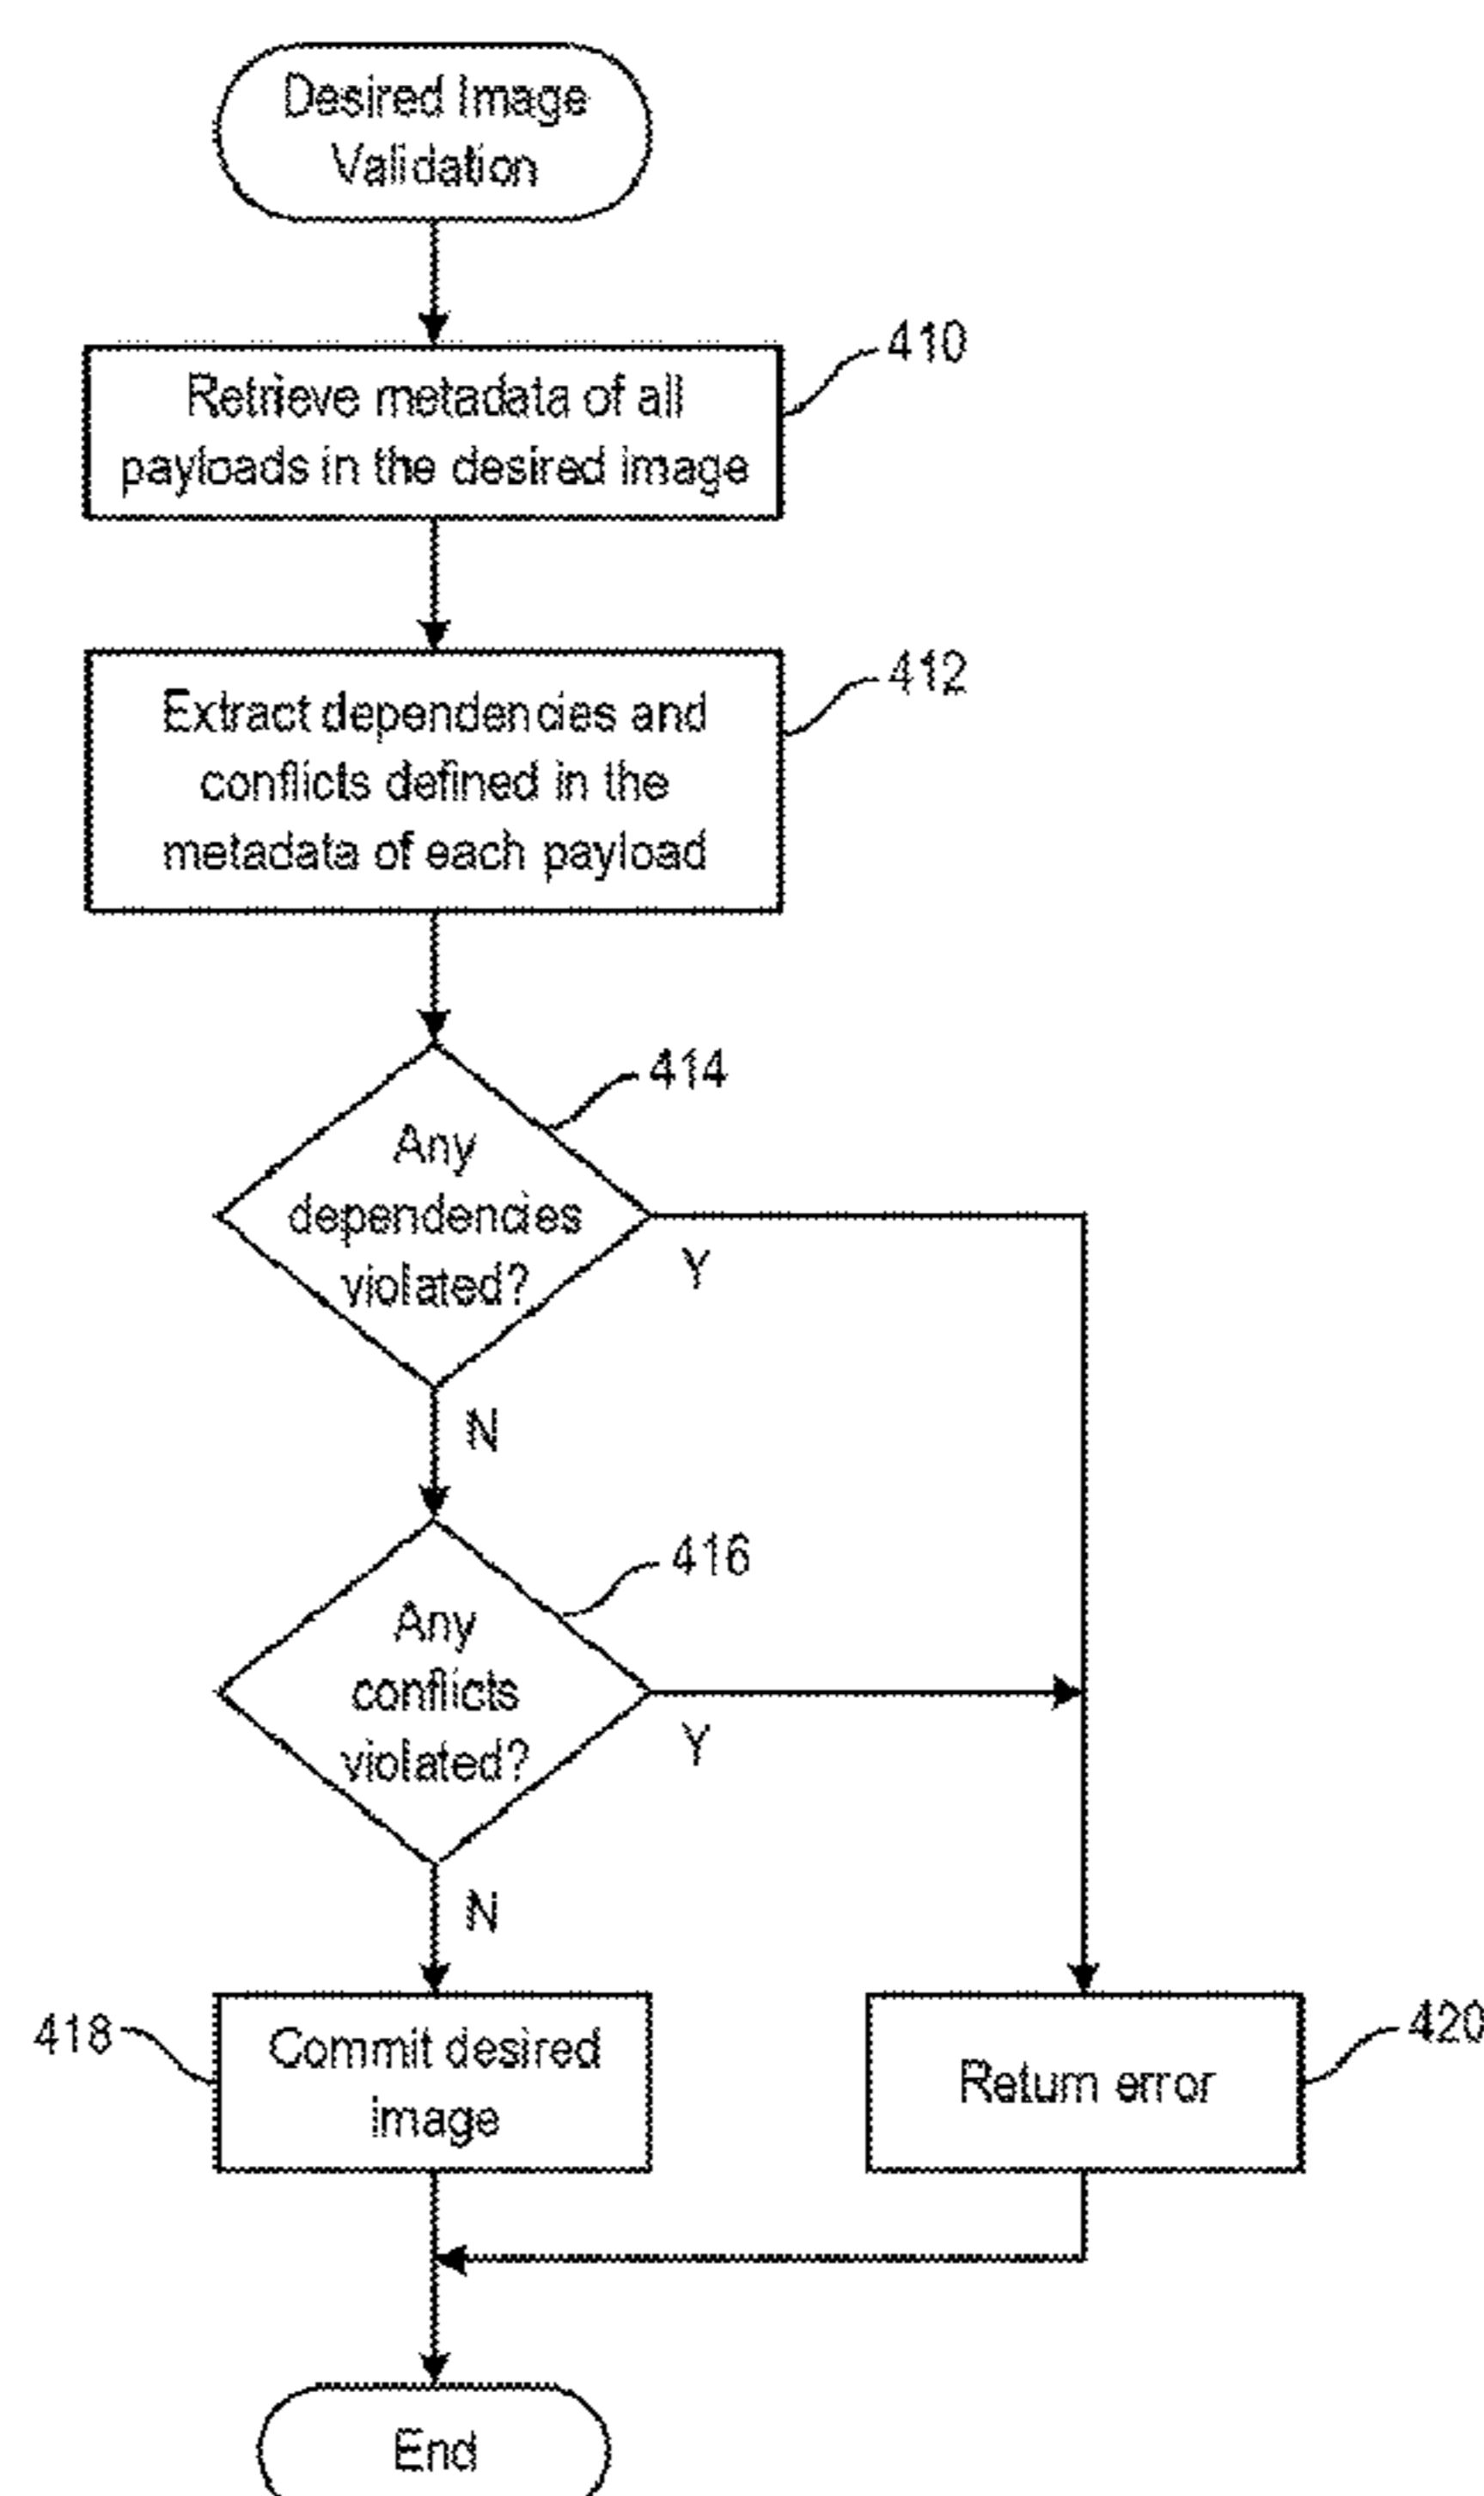 Desired Image
Validation
410
Retrieve metadata of all
payloads in the desired image
412
Extract dependencies and
conflicts defined in the
metadata of each payload
414
Any
dependencies
violated?
Y
N
416
Any
conflicts
violated?
Y
N
418
Commit desired
image
Return error
420
End